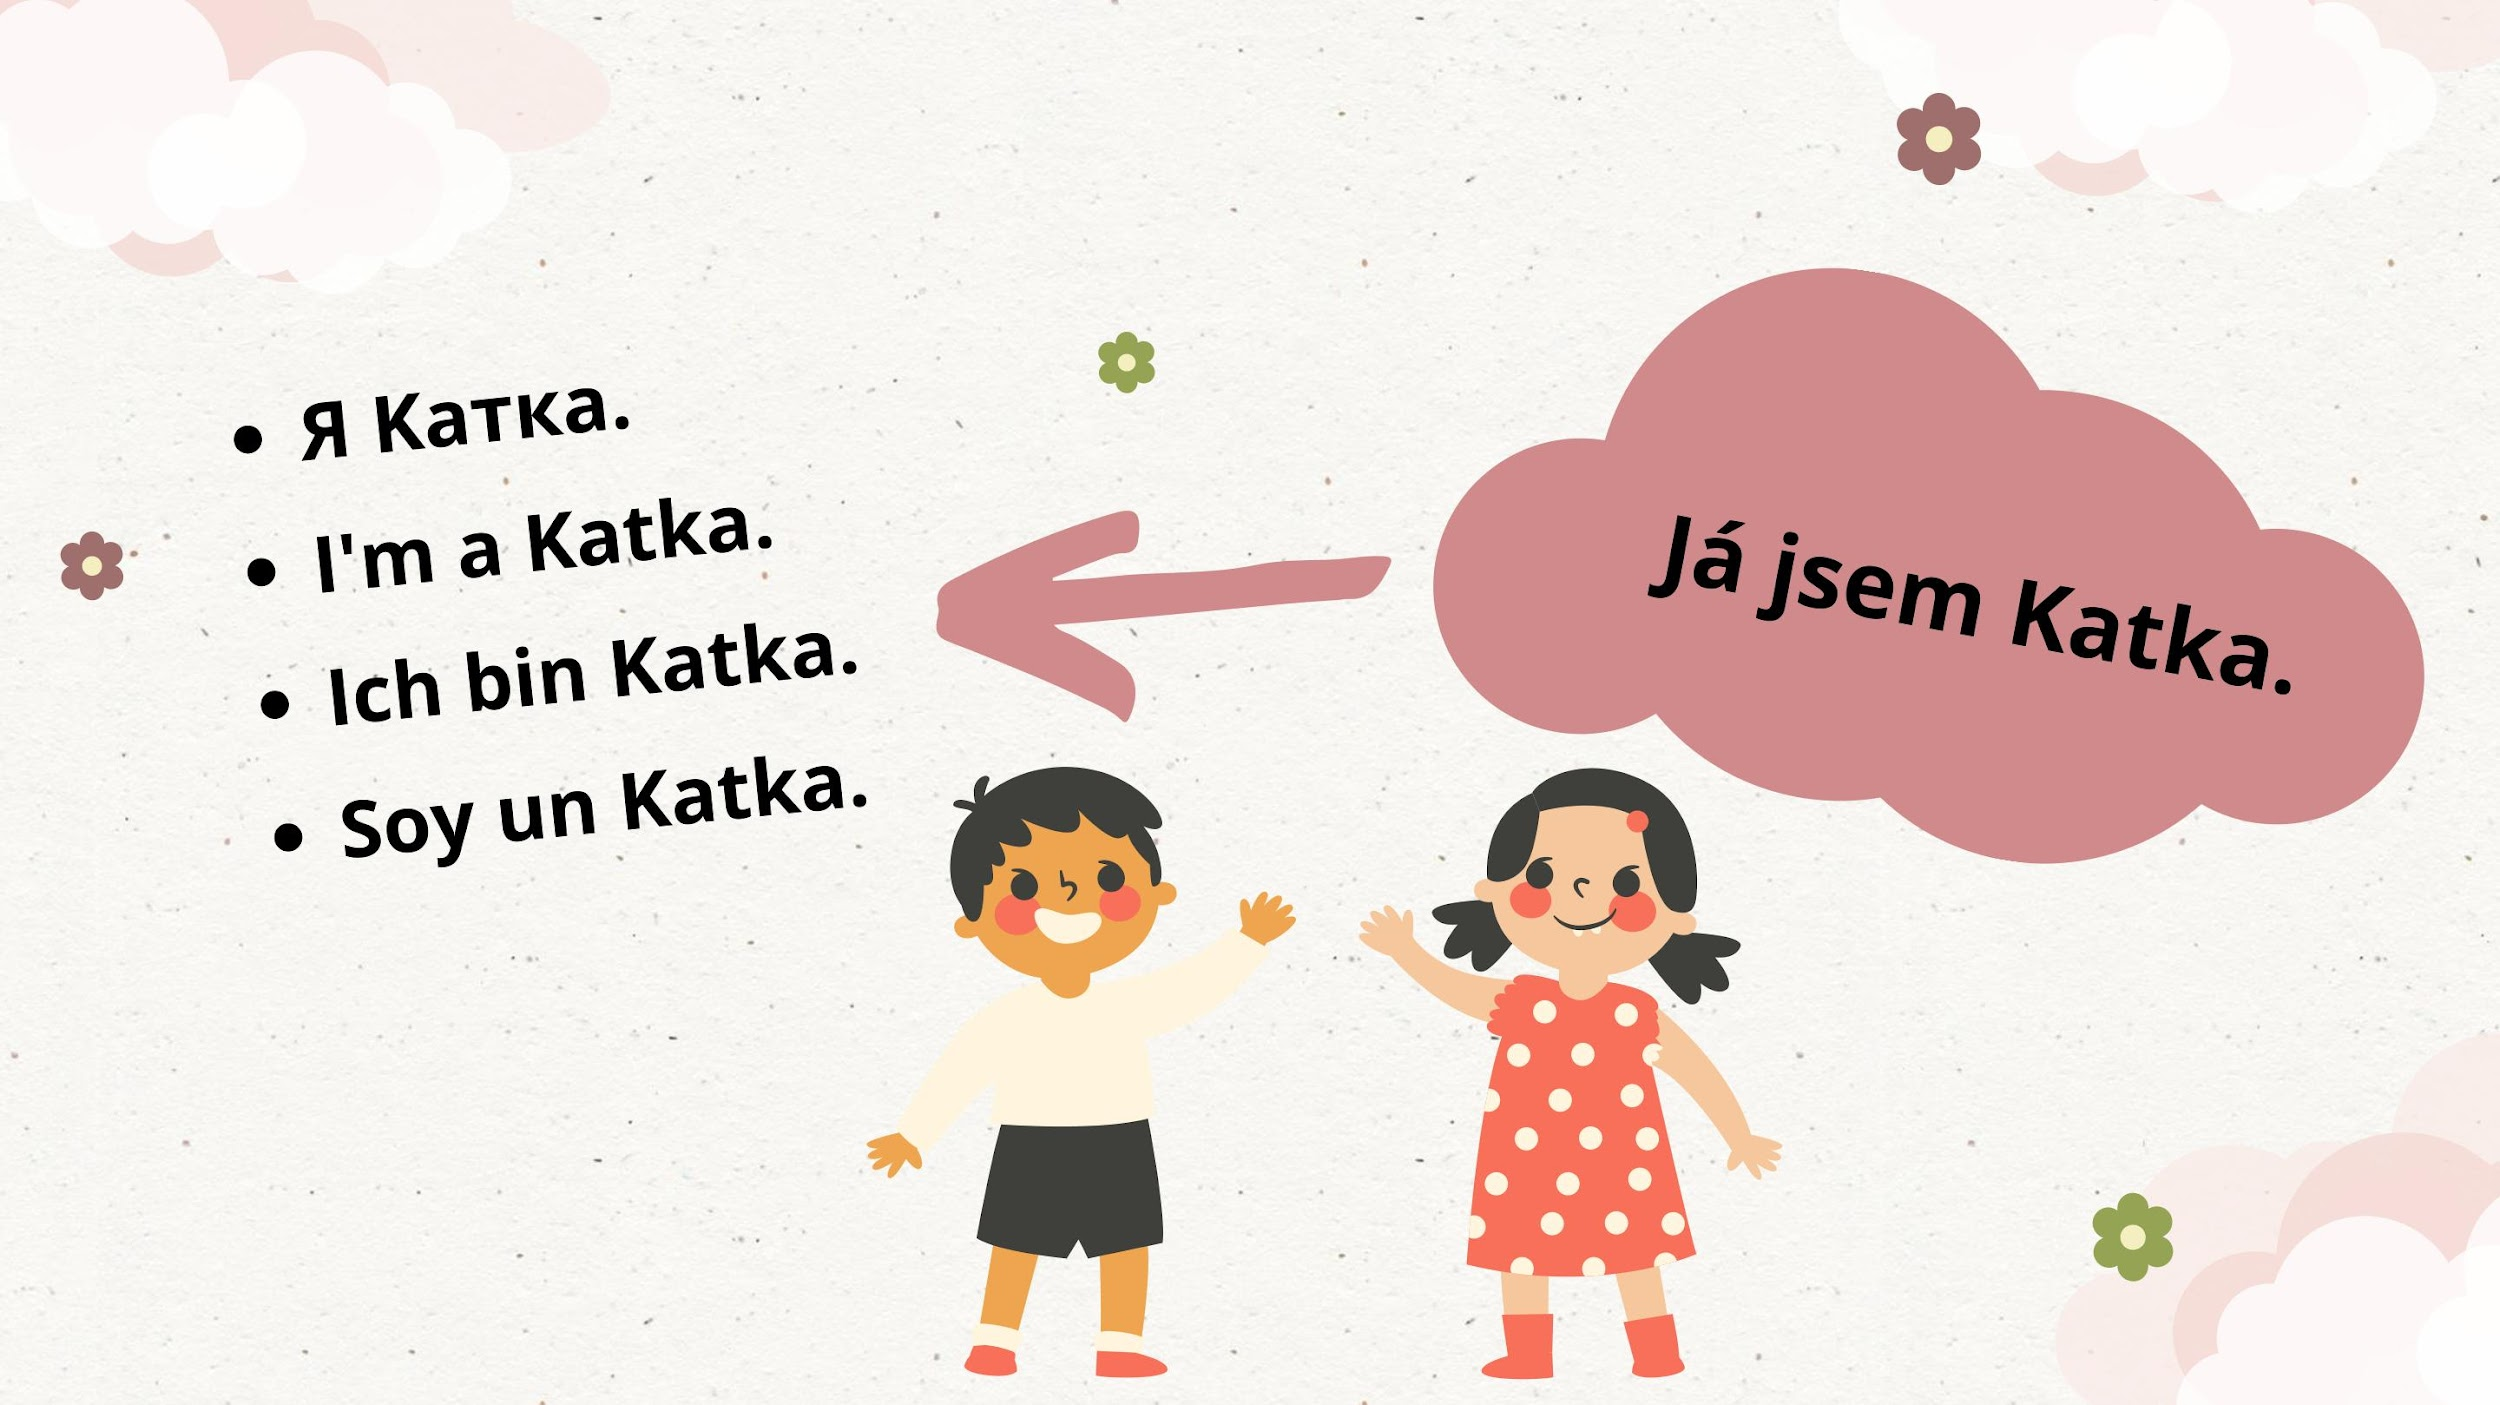 Я Катка.
I'm a Katka.
Ich bin Katka.
Soy un Katka.
Já jsem Katka.